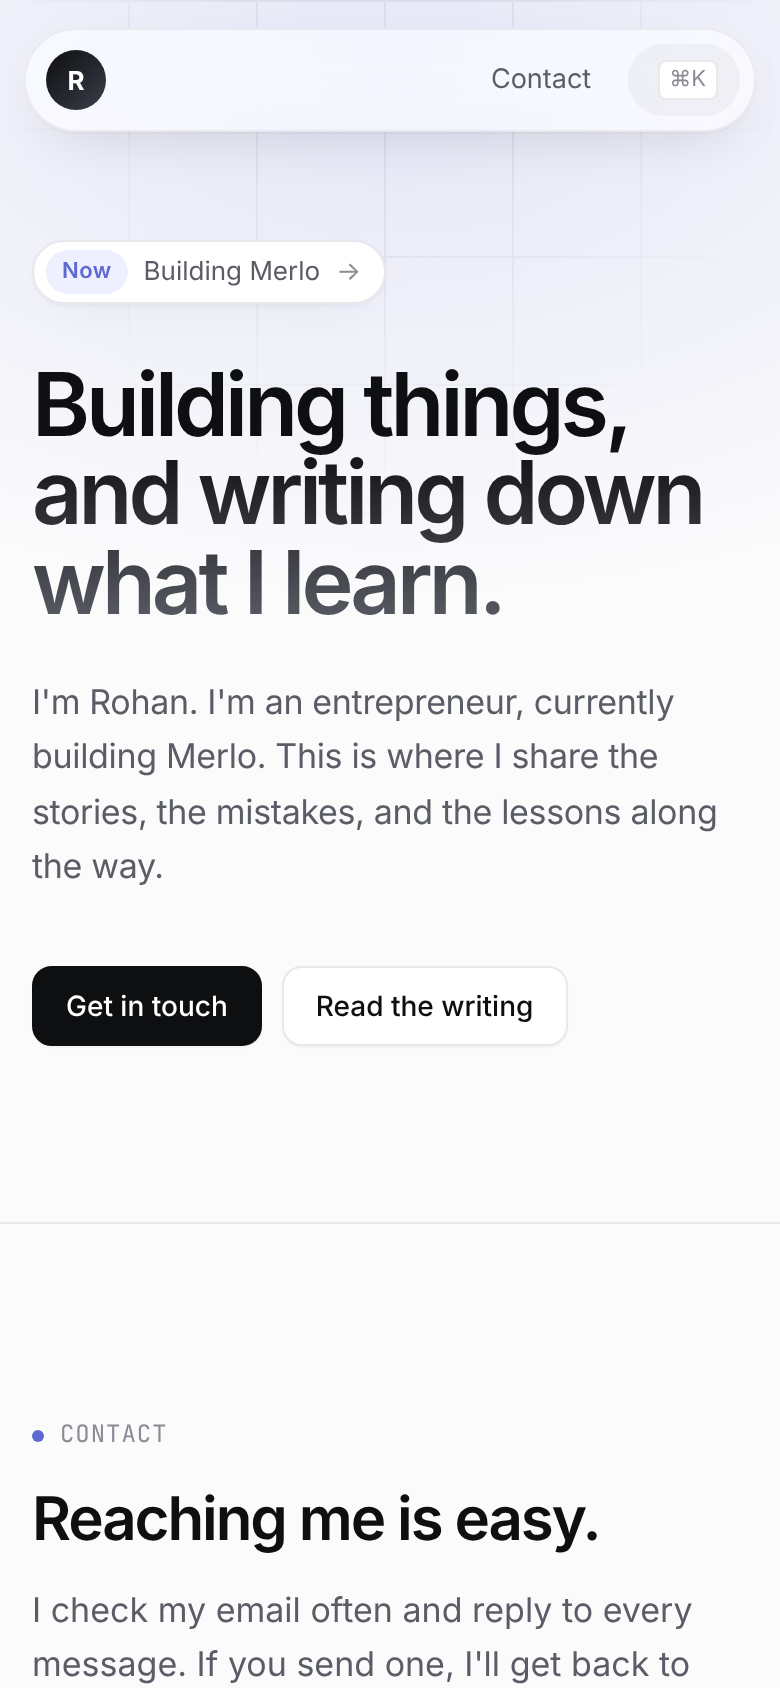 R
Contact
⌘K
Now Building Merlo →
Building things,
and writing down
what I learn.
I'm Rohan. I'm an entrepreneur, currently
building Merlo. This is where I share the
stories, the mistakes, and the lessons along
the way.
Get in touch
Read the writing
CONTACT
Reaching me is easy.
I check my email often and reply to every
message. If you send one, I'll get back to